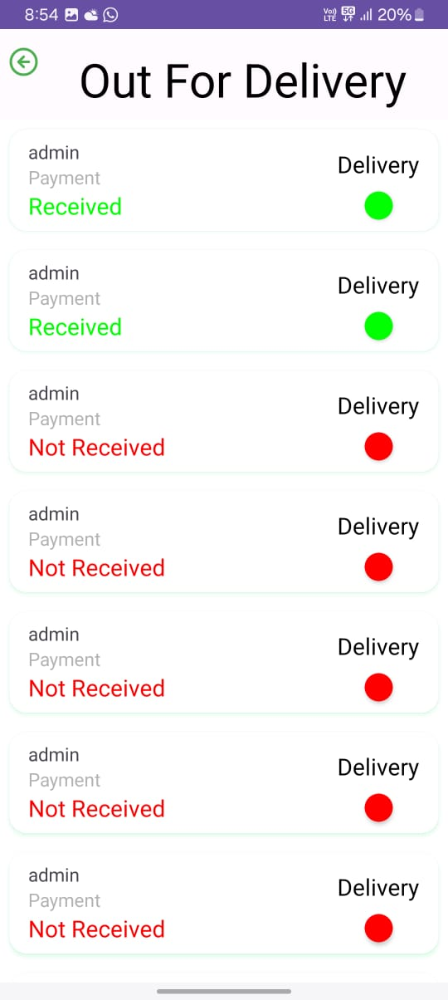 8:54 Vo)) LTE 5G 20%
Out For Delivery
admin
Payment
Received
Delivery
admin
Payment
Received
Delivery
admin
Payment
Not Received
Delivery
admin
Payment
Not Received
Delivery
admin
Payment
Not Received
Delivery
admin
Payment
Not Received
Delivery
admin
Payment
Not Received
Delivery